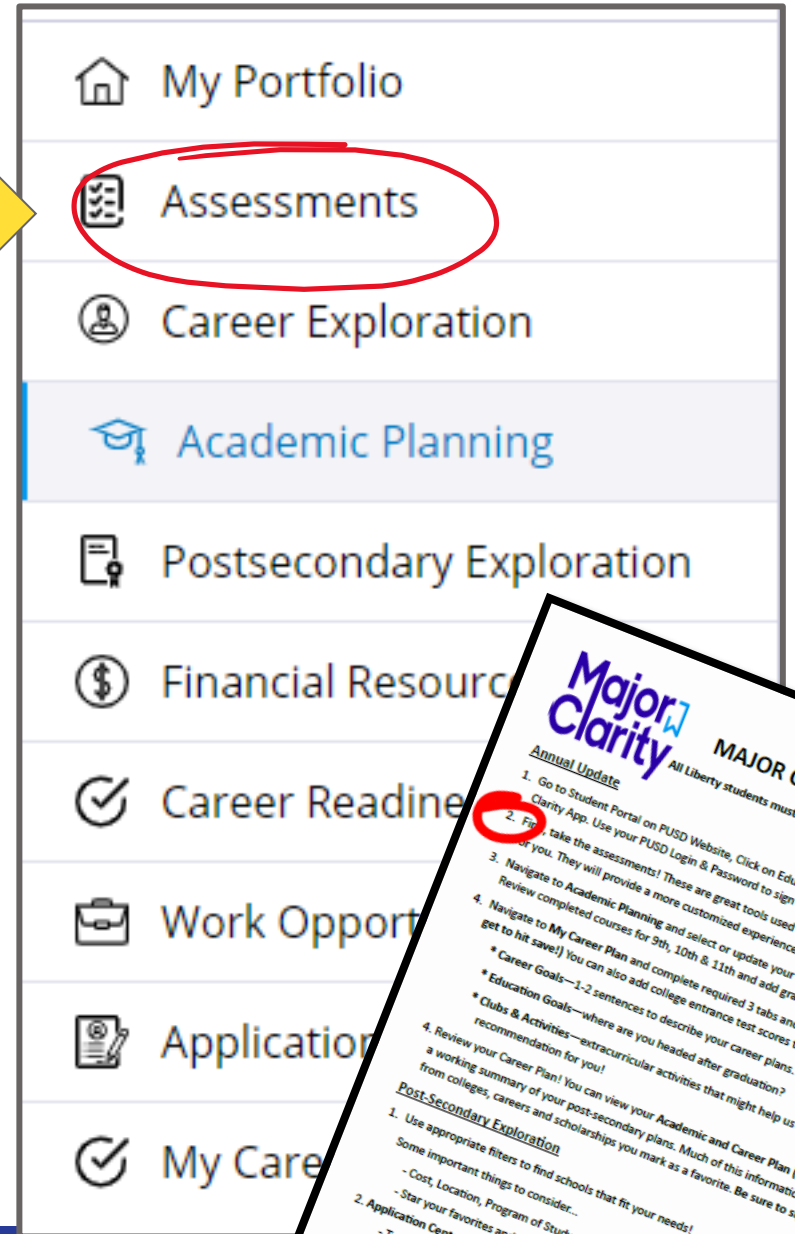 My Portfolio
Assessments
Career Exploration
Academic Planning
Postsecondary Exploration
Financial Resourc
Career Readine
Work Opport
Application
My Care
Major
Clarity
MAJOR
All Liberty students must
Annual Update
1. Go to Student Portal on PUSD Website, Click on Edu
Clarity App. Use your PUSD Login & Password to sign
2. take the assessments! These are great tools used
or you. They will provide a more customized experience
3. Navigate to Academic Planning and select or update your
Review completed courses for 9th, 10th & 11th and add gra
4. Navigate to My Career Plan and complete required 3 tabs and
get to hit save!) You can also add college entrance test scores
* Career Goals—1-2 sentences to describe your career plans.
* Education Goals—where are you headed after graduation?
* Clubs & Activities—extracurricular activities that might help us
recommendation for you!
4. Review your Career Plan! You can view your Academic and Career Plan
a working summary of your post-secondary plans. Much of this informatio
from colleges, careers and scholarships you mark as a favorite. Be sure to
Post-Secondary Exploration
1. Use appropriate filters to find schools that fit your needs!
Some important things to consider...
- Cost, Location, Program of Stud
- Star your favorites an
2. Application Cent